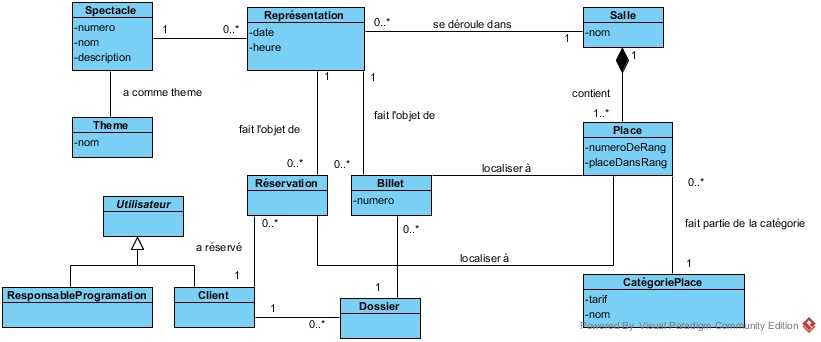 Spectacle
-numero
-nom
-description
1
0..*
Représentation
-date
-heure
0..*
se déroule dans
1
Salle
-nom
1
contient
1..*
a comme theme
Theme
-nom
1
fait l'objet de
0..*
1
fait l'objet de
0..*
Place
-numeroDeRang
-placeDansRang
localiser à
Réservation
Billet
-numero
0..*
fait partie de la catégorie
1
Utilisateur
0..*
a réservé
1
0..*
1
localiser à
CatégoriePlace
-tarif
-nom
ResponsableProgramation
Client
1
0..*
Dossier
Powered By Visual Paradigm Community Edition